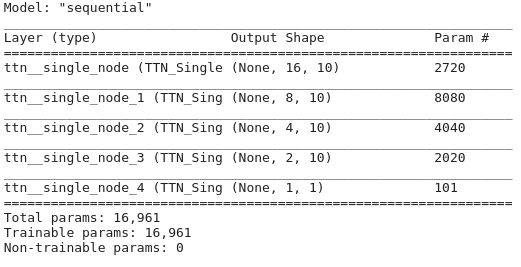 Model: "sequential"
Layer (type) Output Shape Param #
ttn__single_node (TTN_Single (None, 16, 10) 2720
ttn__single_node_1 (TTN_Sing (None, 8, 10) 8080
ttn__single_node_2 (TTN_Sing (None, 4, 10) 4040
ttn__single_node_3 (TTN_Sing (None, 2, 10) 2020
ttn__single_node_4 (TTN_Sing (None, 1, 1) 101
Total params: 16,961
Trainable params: 16,961
Non-trainable params: 0